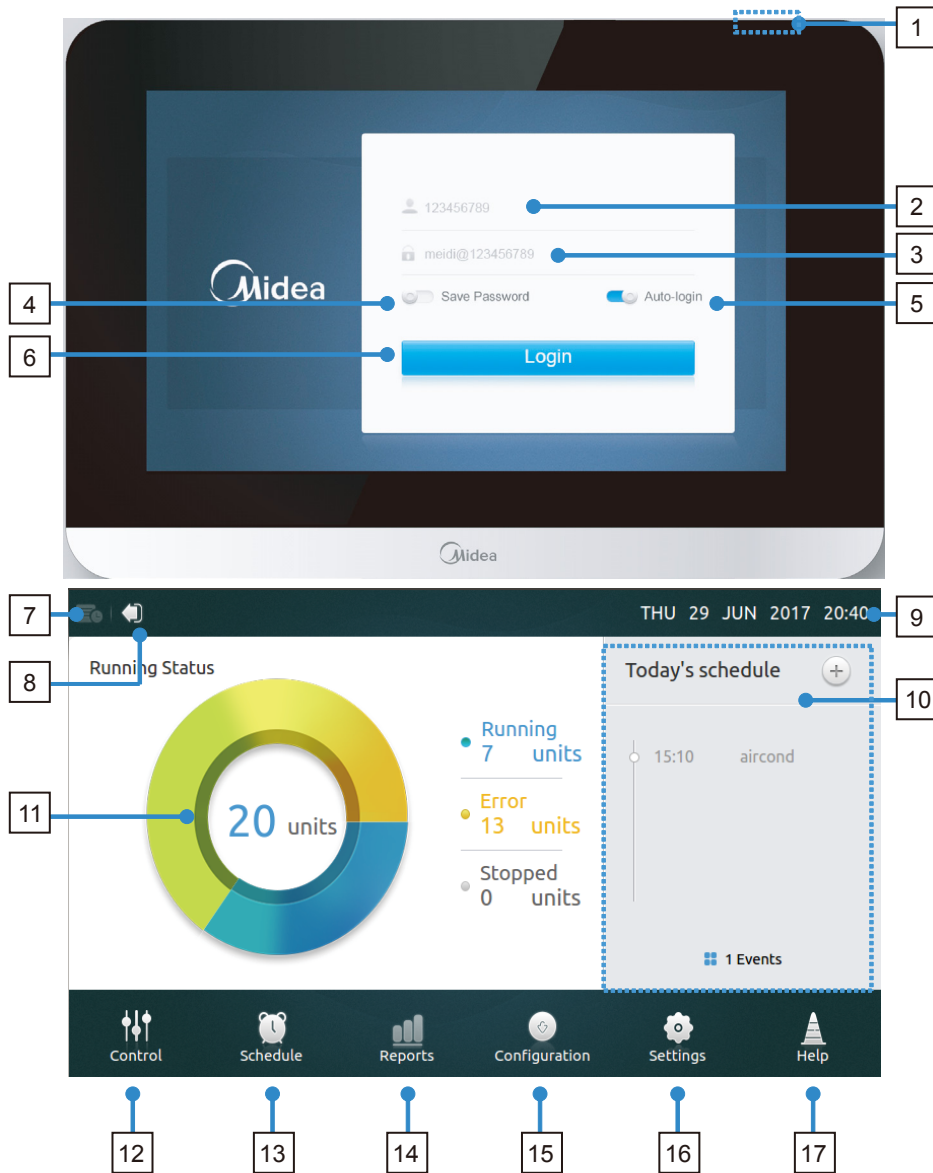 1
123456789
2
meidi@123456789
3
Midea
4
Save Password
Auto-login
5
6
Login
Midea
7
THU 29 JUN 2017 20:40
9
8
Running Status
Today's schedule
10
Running
7 units
15:10 aircond
11
20 units
Error
13 units
Stopped
0 units
1 Events
Control
Schedule
Reports
Configuration
Settings
Help
12
13
14
15
16
17